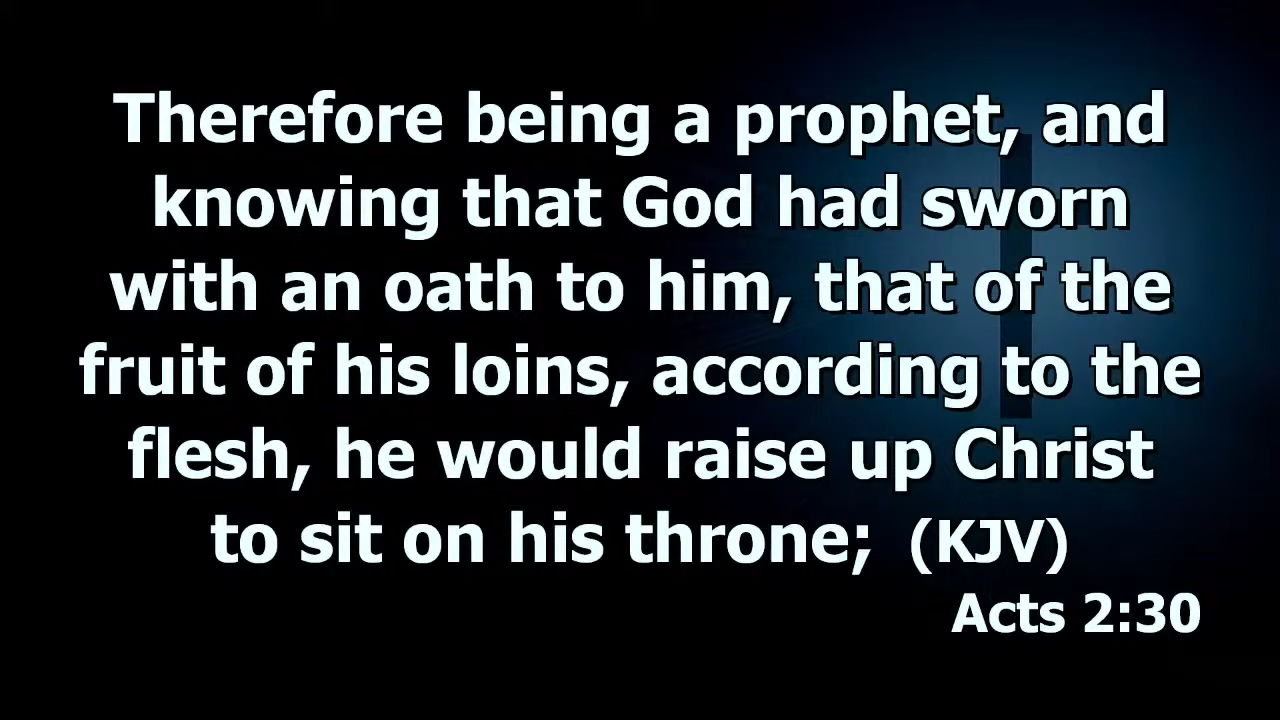 Therefore being a prophet, and
knowing that God had sworn
with an oath to him, that of the
fruit of his loins, according to the
flesh, he would raise up Christ
to sit on his throne; (KJV)
Acts 2:30